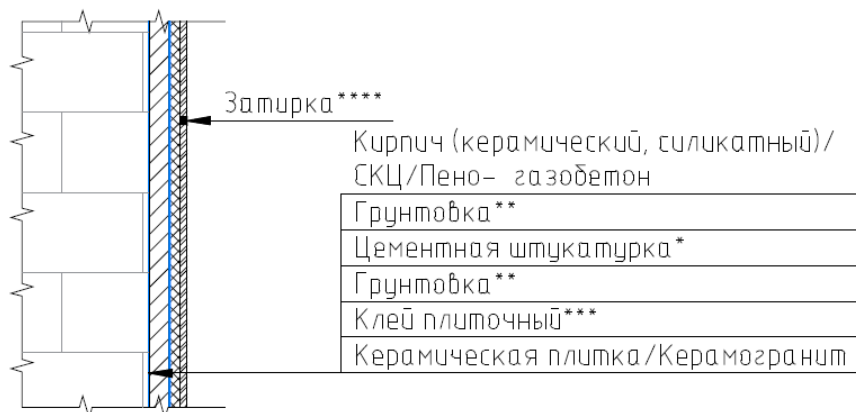 Затирка****
Кирпич (керамический, силикатный)/
СКЦ/Пено- газобетон
Грунтовка**
Цементная штукатурка*
Грунтовка**
Клей плиточный***
Керамическая плитка/Керамогранит